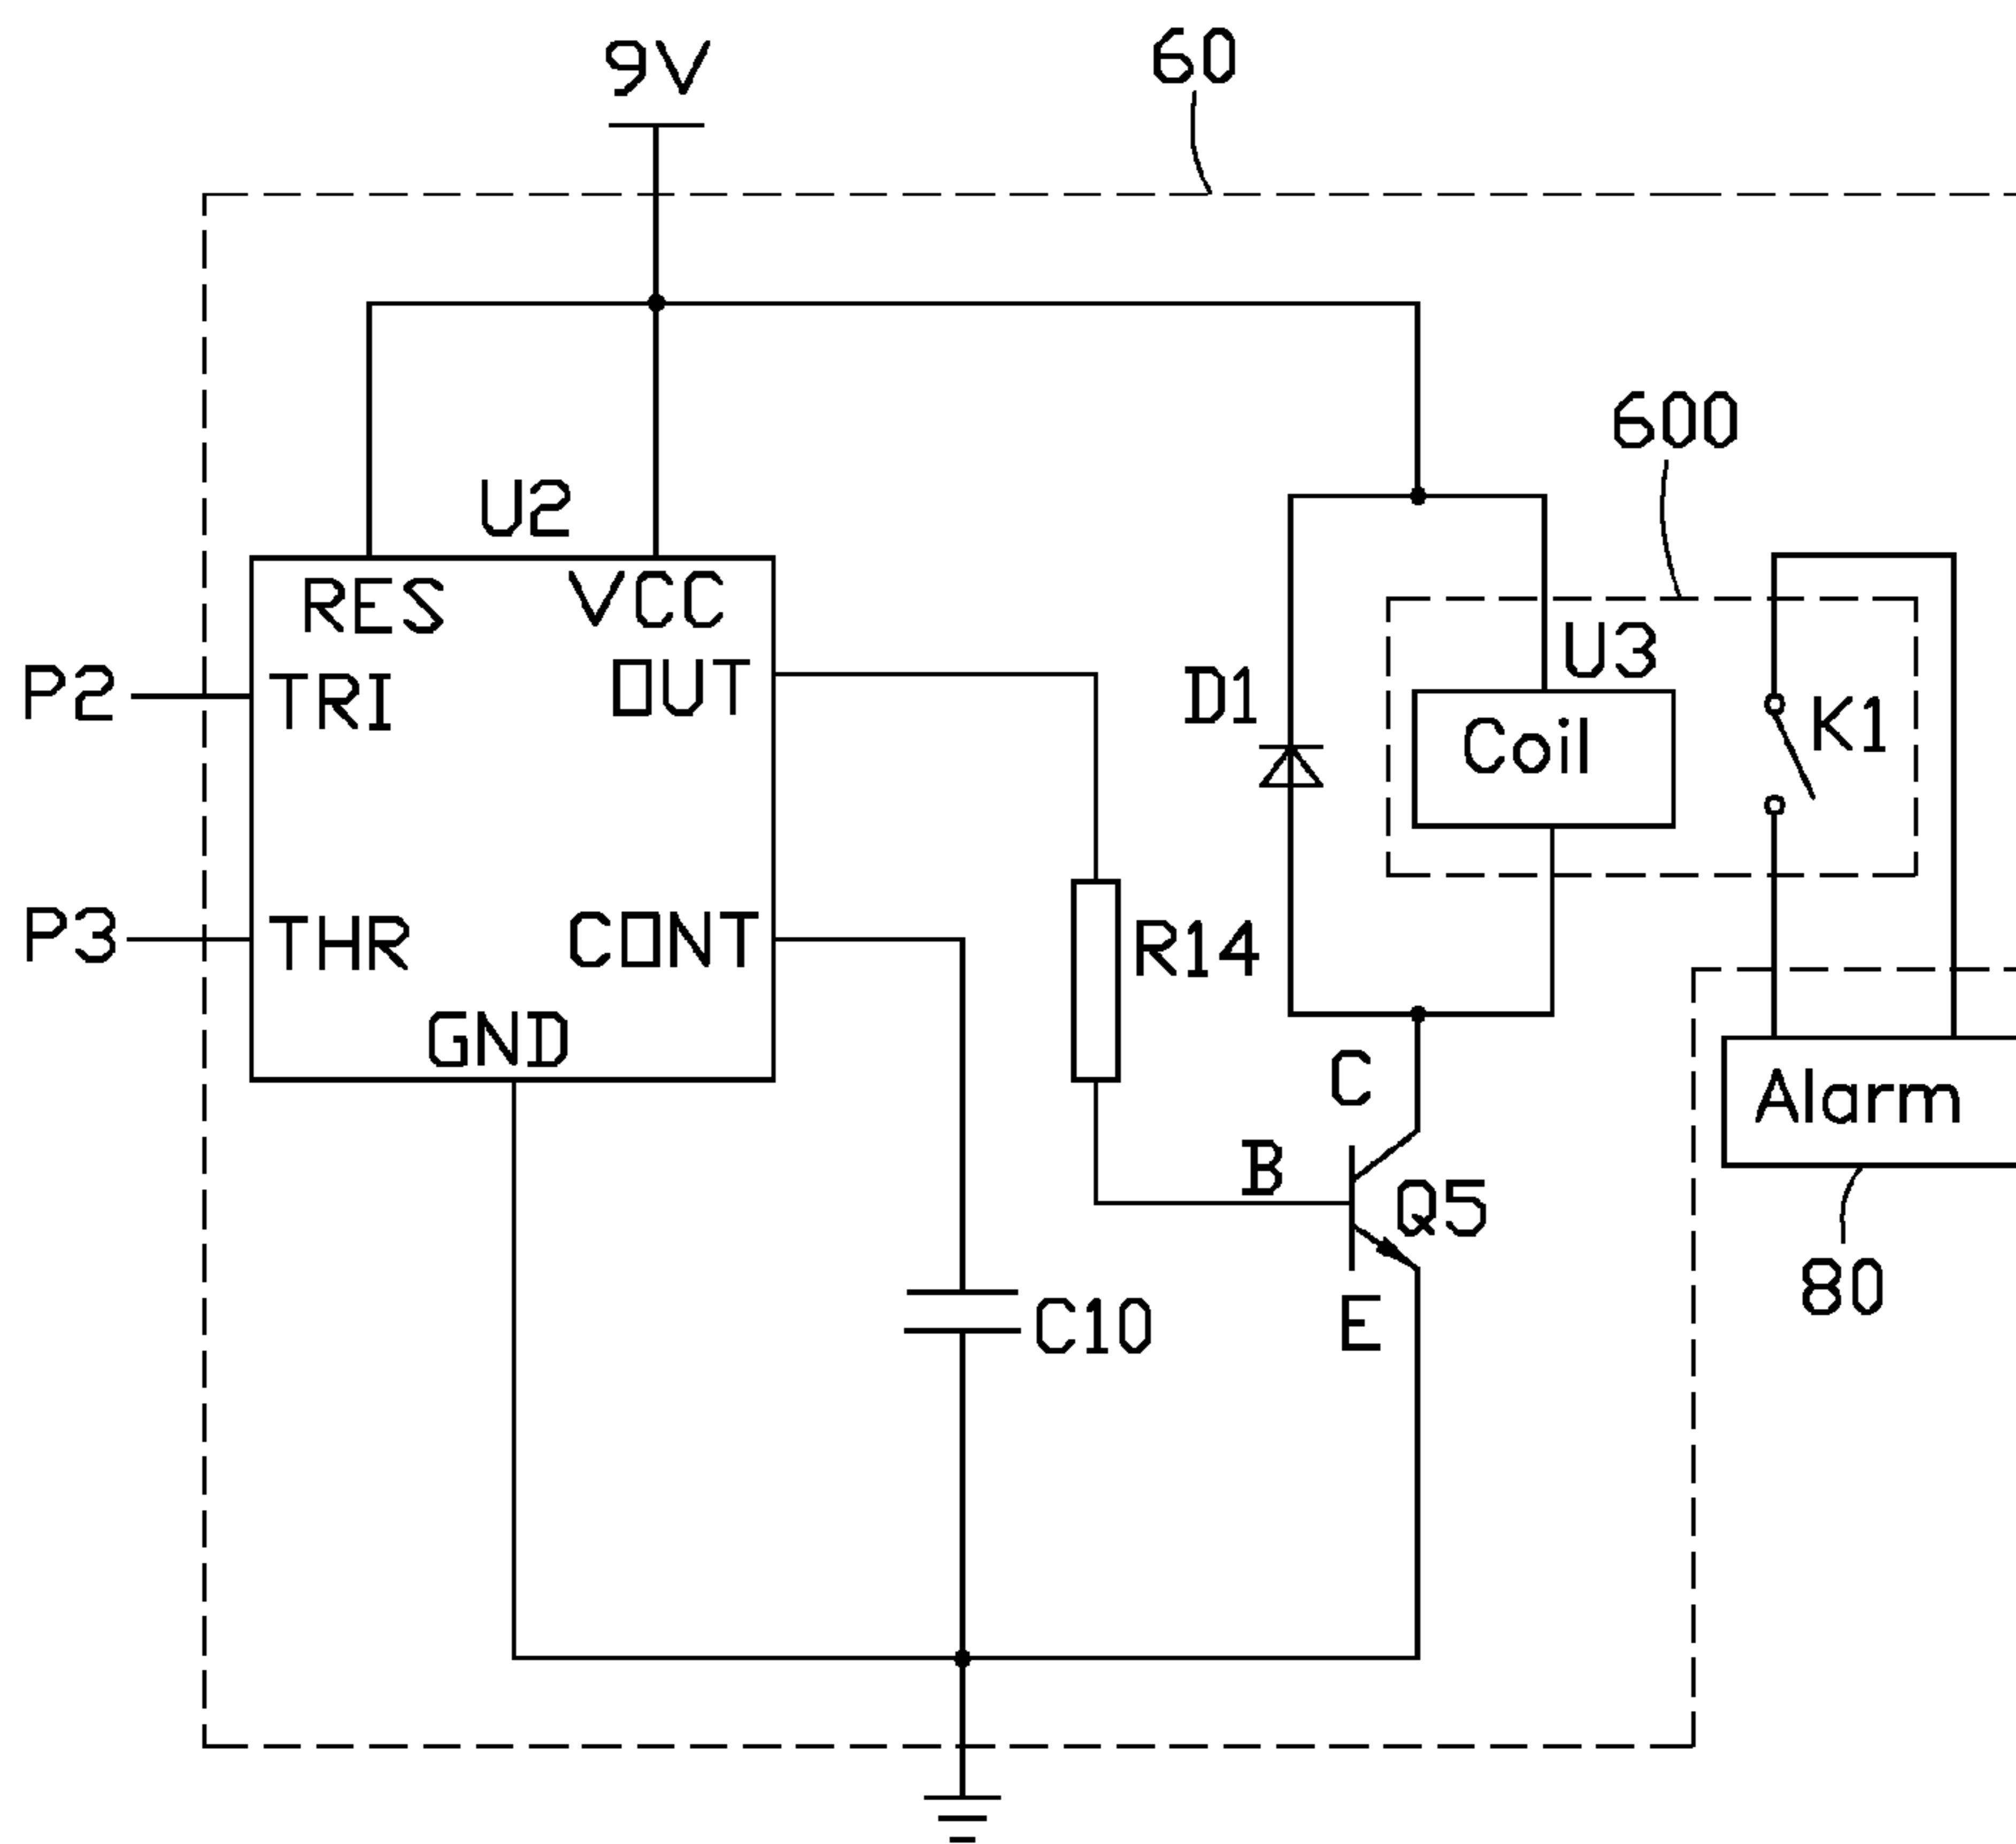 9V
60
600
U2
RES
VCC
P2
TRI
OUT
U3
D1
Coil
K1
P3
THR
CONT
R14
GND
C
Alarm
B
Q5
80
E
C10